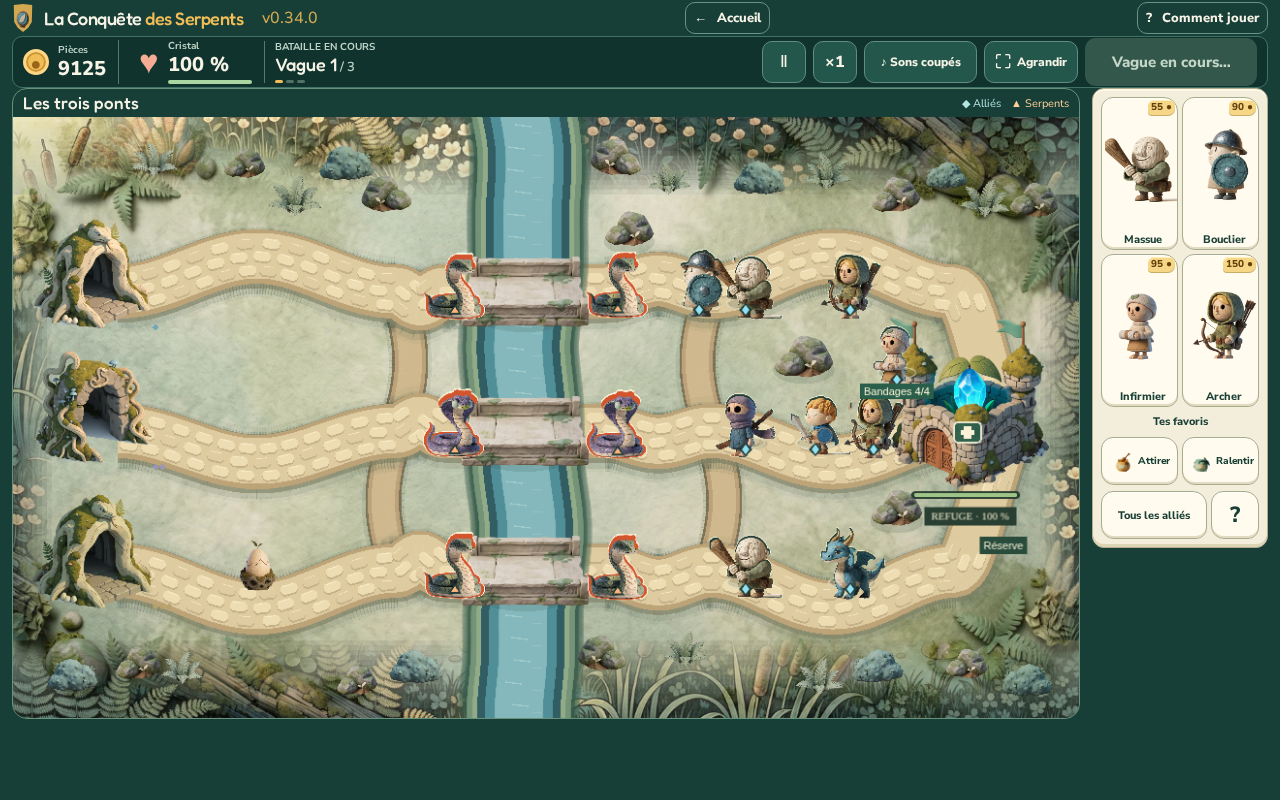 La Conquête des Serpents v0.34.0
← Accueil
? Comment jouer
Pièces
9125
Cristal
100 %
BATAILLE EN COURS
Vague 1 / 3
×1
♪ Sons coupés
Agrandir
Vague en cours...
Les trois ponts
◆ Alliés ▲ Serpents
Bandages 4/4
REFUGE · 100 %
Réserve
55 •
90 •
Massue
Bouclier
95 •
150 •
Infirmier
Archer
Tes favoris
Attirer
Ralentir
Tous les alliés
?